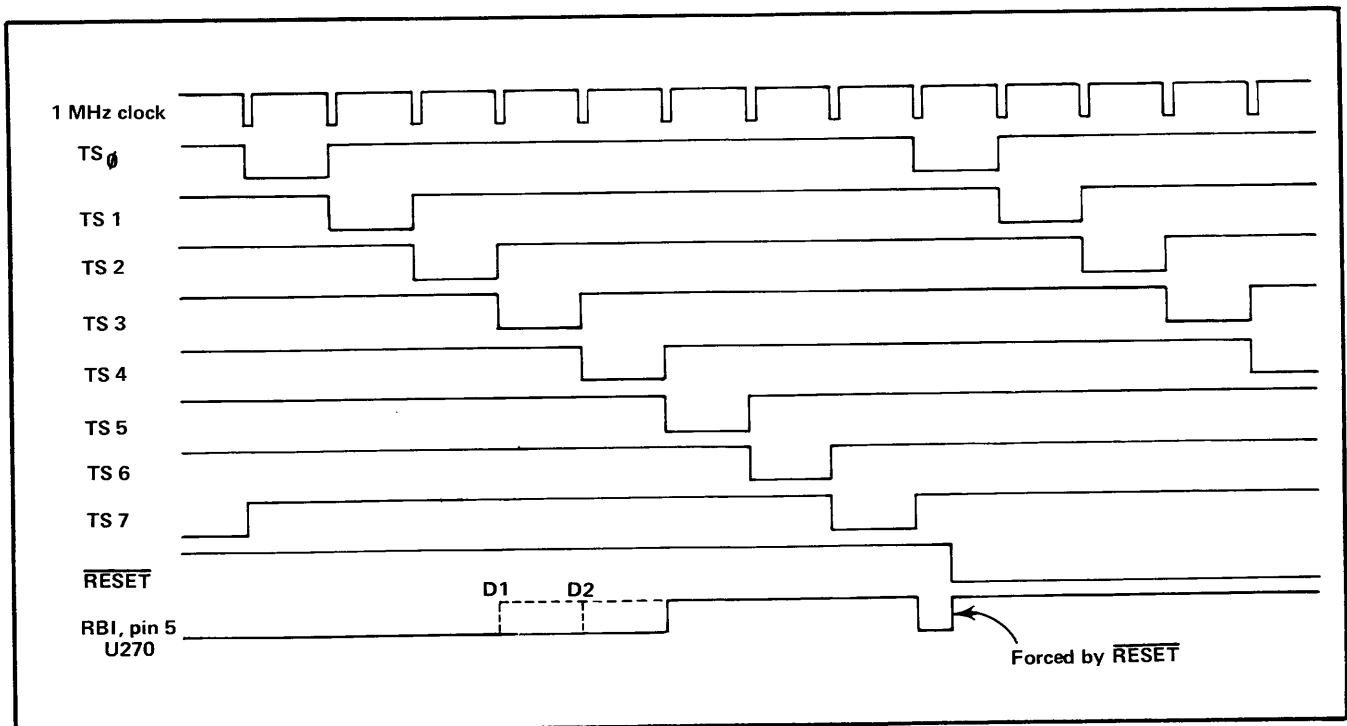 1 MHz clock
TS0̸
TS 1
TS 2
TS 3
TS 4
TS 5
TS 6
TS 7
RESET
D1 D2
RBI, pin 5
U270
Forced by RESET